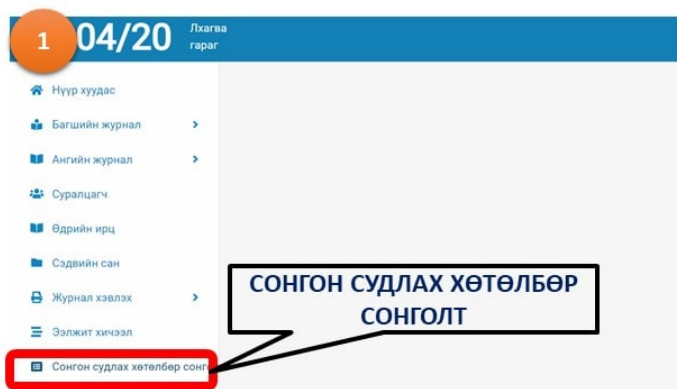 1
04/20
Лхагва
гараг
Нүүр хуудас
Багшийн журнал
Ангийн журнал
Суралцагч
Өдрийн ирц
Сэдвийн сан
Журнал хэвлэх
Ээлжит хичээл
Сонгон судлах хөтөлбөр сонго
СОНГОН СУДЛАХ ХӨТӨЛБӨР
СОНГОЛТ